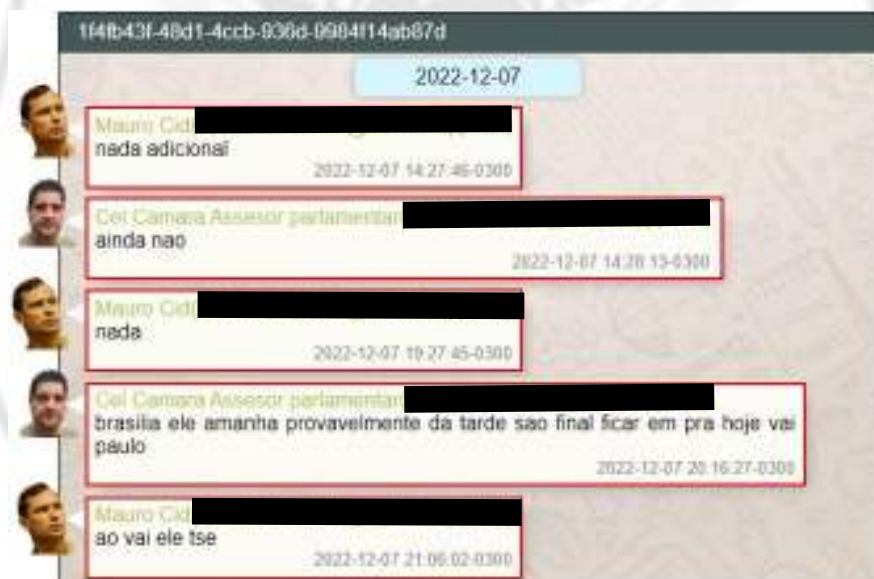 1f4fb43f-48d1-4ccb-936d-9984f14ab87d
2022-12-07
Mauro Cid
nada adicional
2022-12-07 14:27:46-0300
Cel Camara Assesor parlamentar
ainda nao
2022-12-07 14:28:13-0300
Mauro Cid
nada
2022-12-07 19:27:45-0300
Cel Camara Assesor parlamentar
brasilia ele amanha provavelmente da tarde sao final ficar em pra hoje vai
paulo
2022-12-07 20:16:27-0300
Mauro Cid
ao vai ele tse
2022-12-07 21:06:02-0300